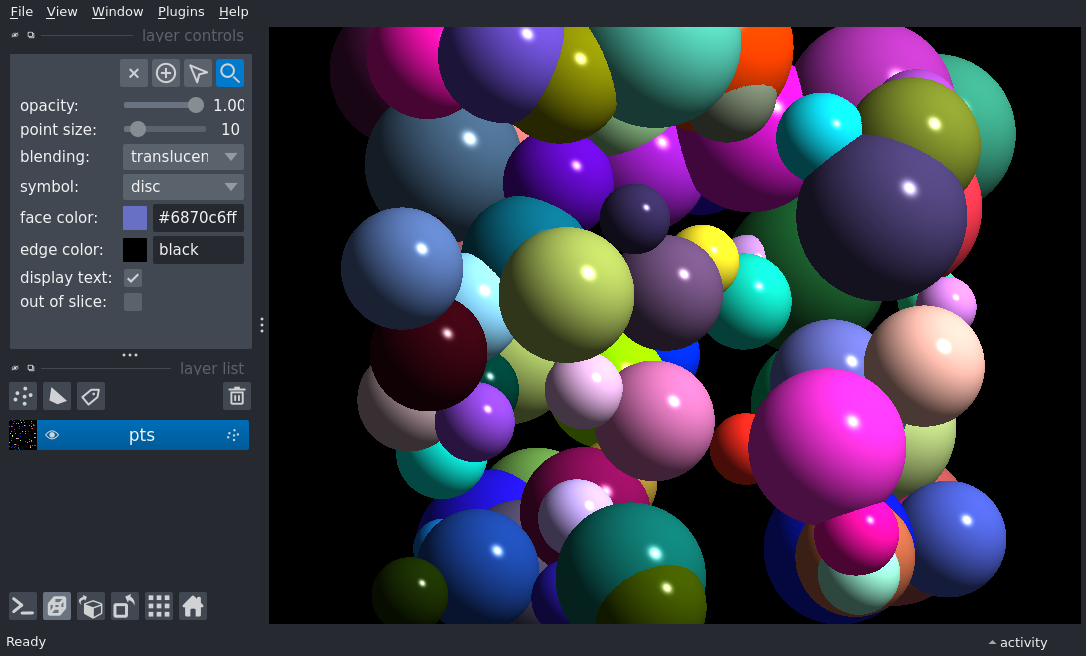 File View Window Plugins Help
layer controls
opacity: 1.00
point size: 10
blending: translucen
symbol: disc
face color: #6870c6ff
edge color: black
display text:
out of slice:
layer list
pts
Ready
activity